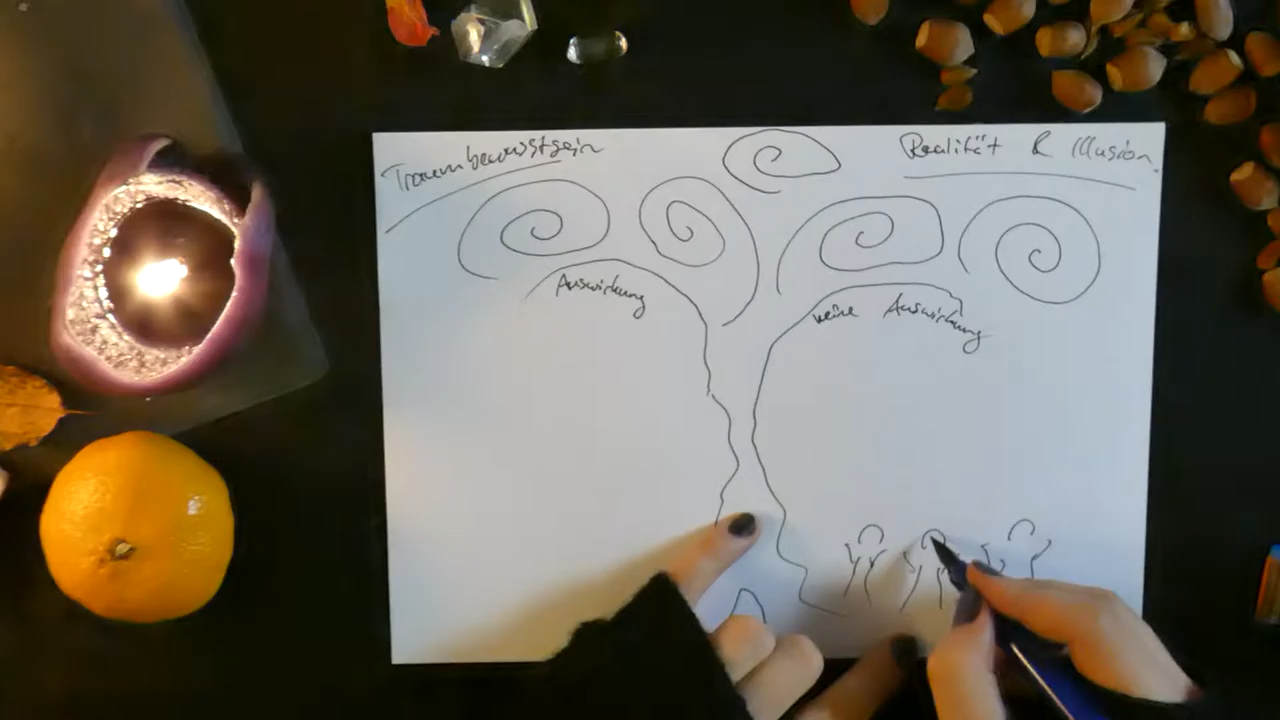 Traumbewusstsein
Realität & Illusion
Auswirkung
keine Auswirkung